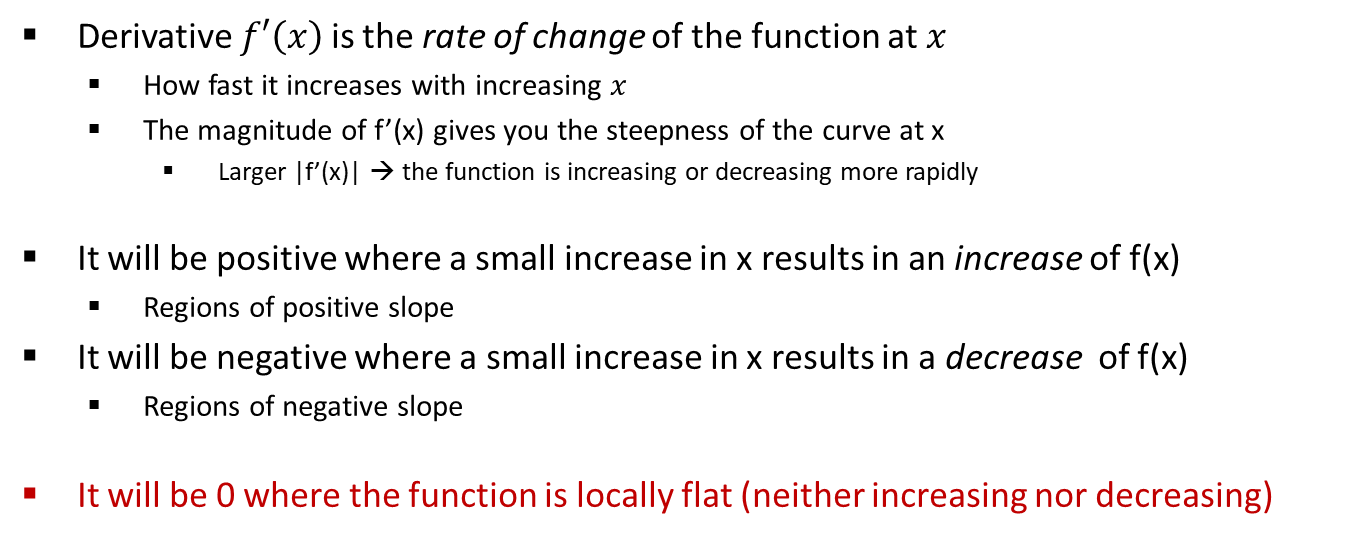 ▪ Derivative 𝑓′(𝑥) is the rate of change of the function at 𝑥
▪ How fast it increases with increasing 𝑥
▪ The magnitude of f’(x) gives you the steepness of the curve at x
▪ Larger |f’(x)| → the function is increasing or decreasing more rapidly
▪ It will be positive where a small increase in x results in an increase of f(x)
▪ Regions of positive slope
▪ It will be negative where a small increase in x results in a decrease of f(x)
▪ Regions of negative slope
▪ It will be 0 where the function is locally flat (neither increasing nor decreasing)